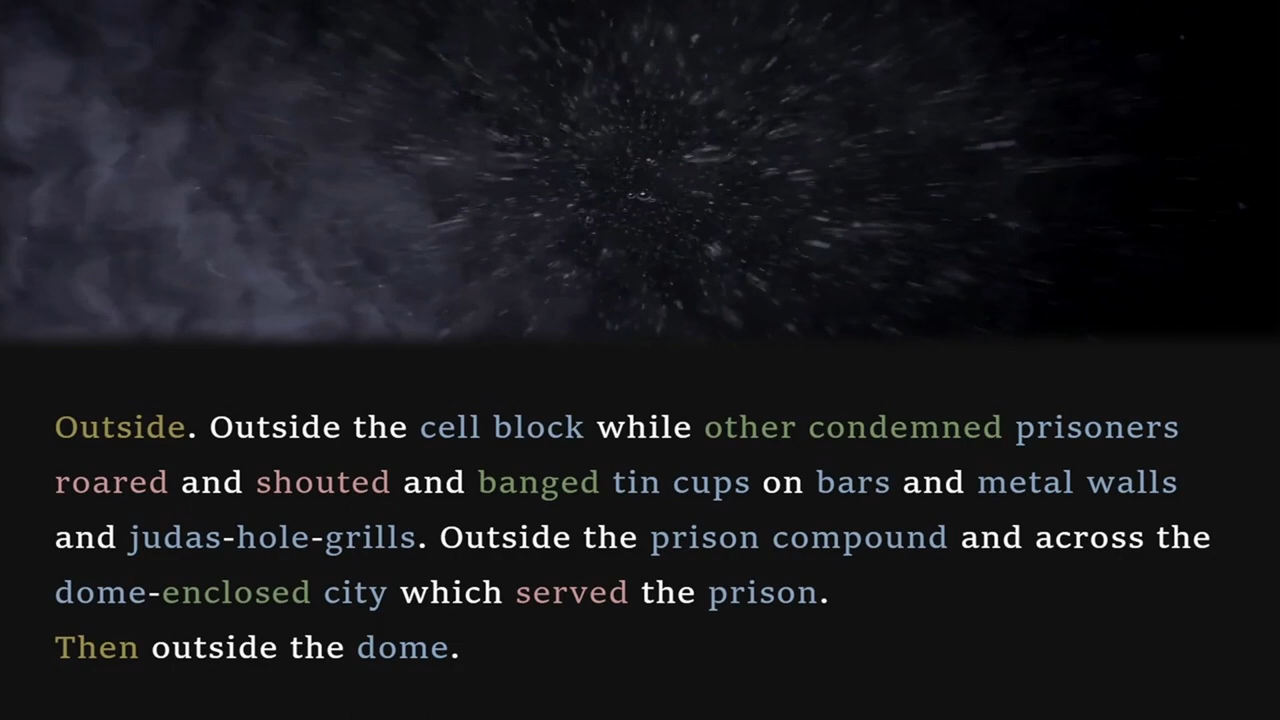 Outside. Outside the cell block while other condemned prisoners
roared and shouted and banged tin cups on bars and metal walls
and judas-hole-grills. Outside the prison compound and across the
dome-enclosed city which served the prison.
Then outside the dome.